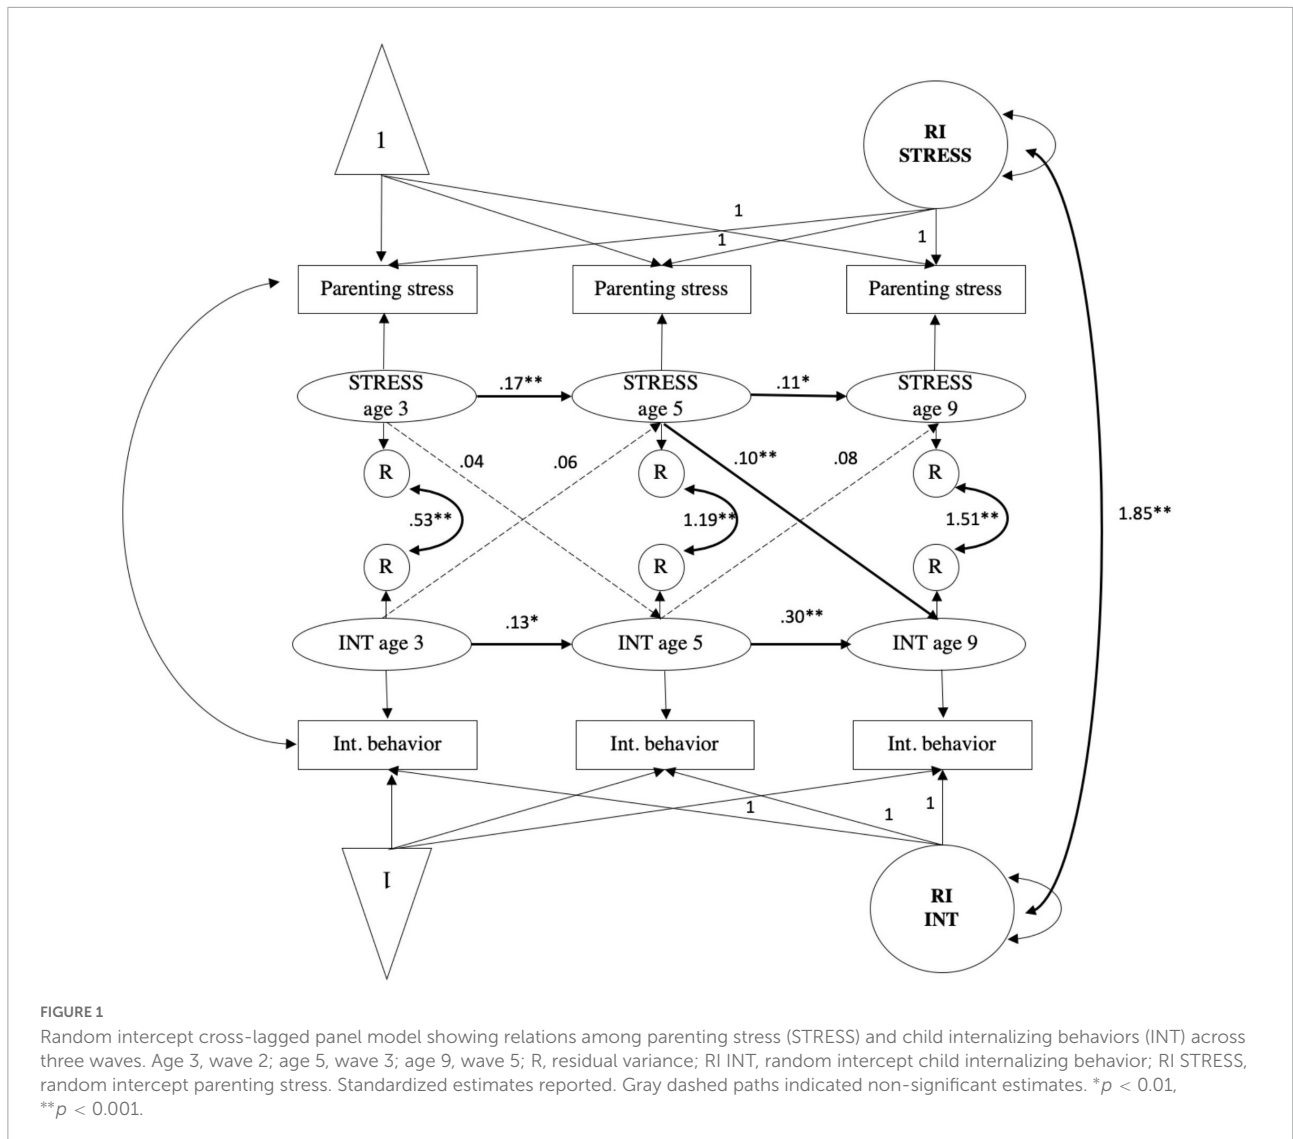 1
RI
STRESS
1
1
1
Parenting stress
Parenting stress
Parenting stress
STRESS
age 3
.17**
STRESS
age 5
.11*
STRESS
age 9
.04
.06
.10**
.08
R
R
R
.53**
1.19**
1.51**
1.85**
R
R
R
INT age 3
.13*
INT age 5
.30**
INT age 9
Int. behavior
Int. behavior
Int. behavior
1
1
1
1
RI
INT
FIGURE 1
Random intercept cross-lagged panel model showing relations among parenting stress (STRESS) and child internalizing behaviors (INT) across
three waves. Age 3, wave 2; age 5, wave 3; age 9, wave 5; R, residual variance; RI INT, random intercept child internalizing behavior; RI STRESS,
random intercept parenting stress. Standardized estimates reported. Gray dashed paths indicated non-significant estimates. *p < 0.01,
**p < 0.001.